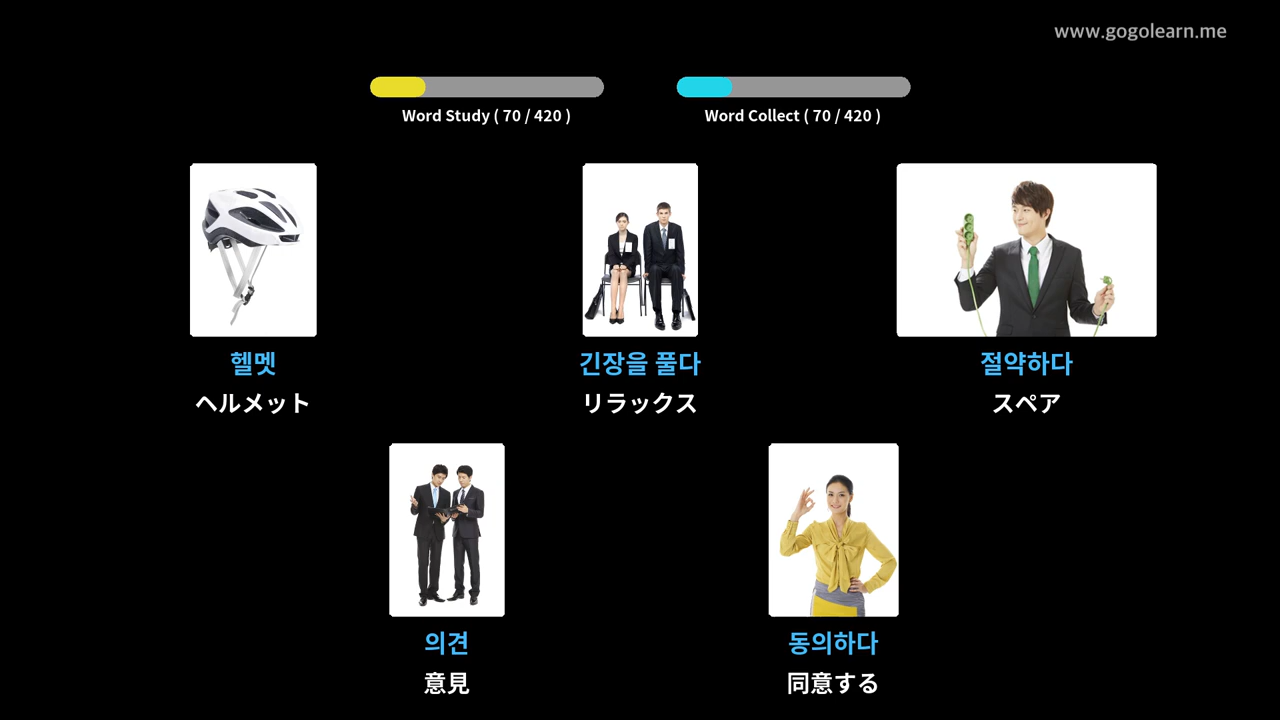 www.gogolearn.me
Word Study ( 70 / 420 )
Word Collect ( 70 / 420 )
헬멧
ヘルメット
긴장을 풀다
リラックス
절약하다
スペア
의견
意見
동의하다
同意する